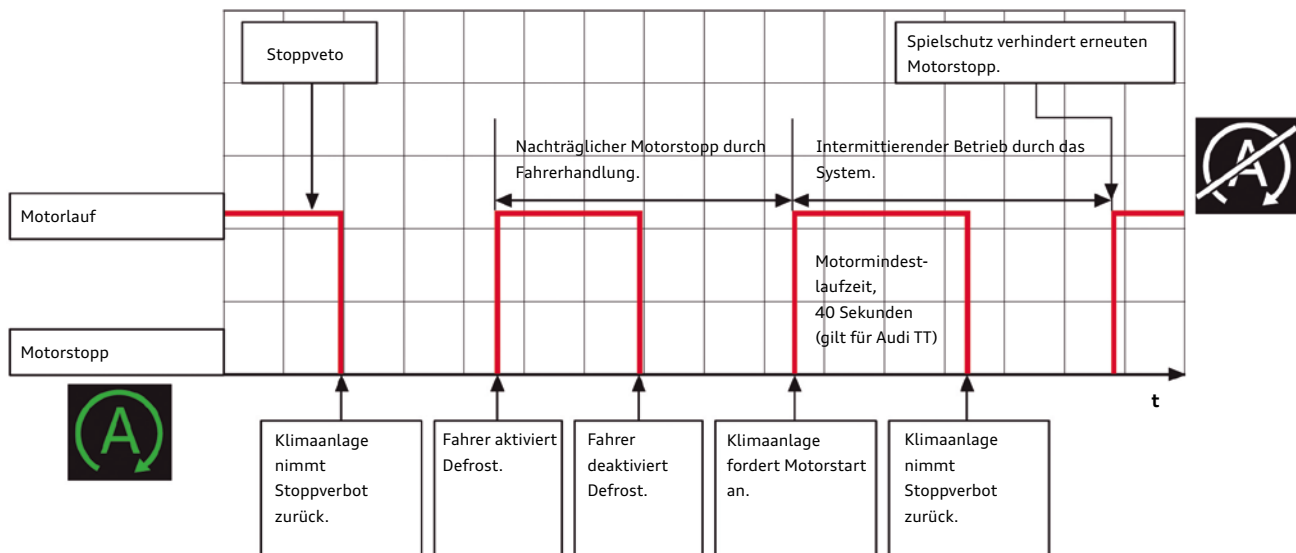 Stoppveto
Spielschutz verhindert erneuten
Motorstopp.
Nachträglicher Motorstopp durch
Fahrerhandlung.
Intermittierender Betrieb durch das
System.
A
Motorlauf
Motormindest-
laufzeit,
40 Sekunden
(gilt für Audi TT)
Motorstopp
t
A
Klimaanlage
nimmt
Stoppverbot
zurück.
Fahrer aktiviert
Defrost.
Fahrer
deaktiviert
Defrost.
Klimaanlage
fordert Motorstart
an.
Klimaanlage
nimmt
Stoppverbot
zurück.